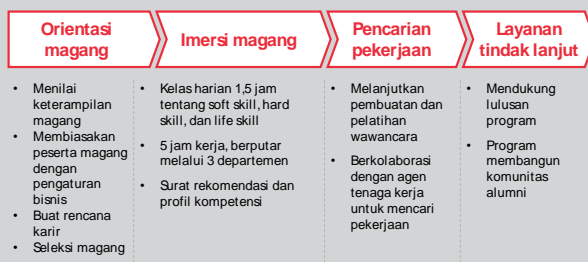 Orientasi
magang
Imersi magang
Pencarian
pekerjaan
Layanan
tindak lanjut
• Menilai
keterampilan
magang
• Membiasakan
peserta magang
dengan
pengaturan
bisnis
• Buat rencana
karir
• Seleksi magang
• Kelas harian 1,5 jam
tentang soft skill, hard
skill, dan life skill
• 5 jam kerja, berputar
melalui 3 departemen
• Surat rekomendasi dan
profil kompetensi
• Melanjutkan
pembuatan dan
pelatihan
wawancara
• Berkolaborasi
dengan agen
tenaga kerja
untuk mencari
pekerjaan
• Mendukung
lulusan
program
• Program
membangun
komunitas
alumni